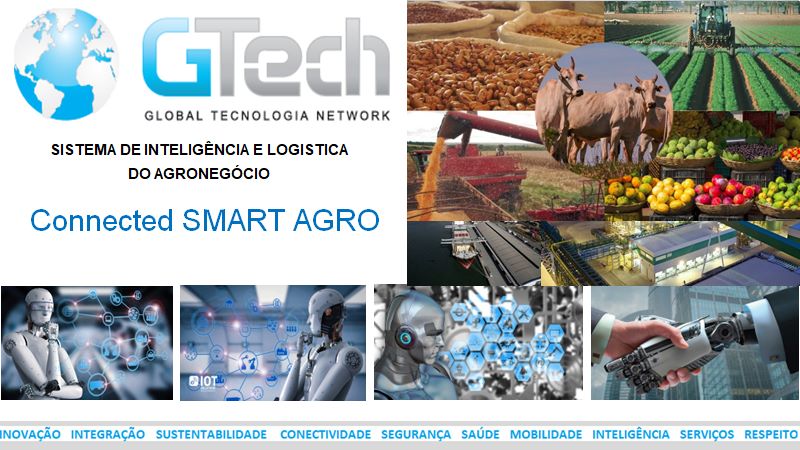 GTech
GLOBAL TECNOLOGIA NETWORK
SISTEMA DE INTELIGÊNCIA E LOGISTICA
DO AGRONEGÓCIO
Connected SMART AGRO
IOT
INOVAÇÃO INTEGRAÇÃO SUSTENTABILIDADE CONECTIVIDADE SEGURANÇA SAÚDE MOBILIDADE INTELIGÊNCIA SERVIÇOS RESPEITO